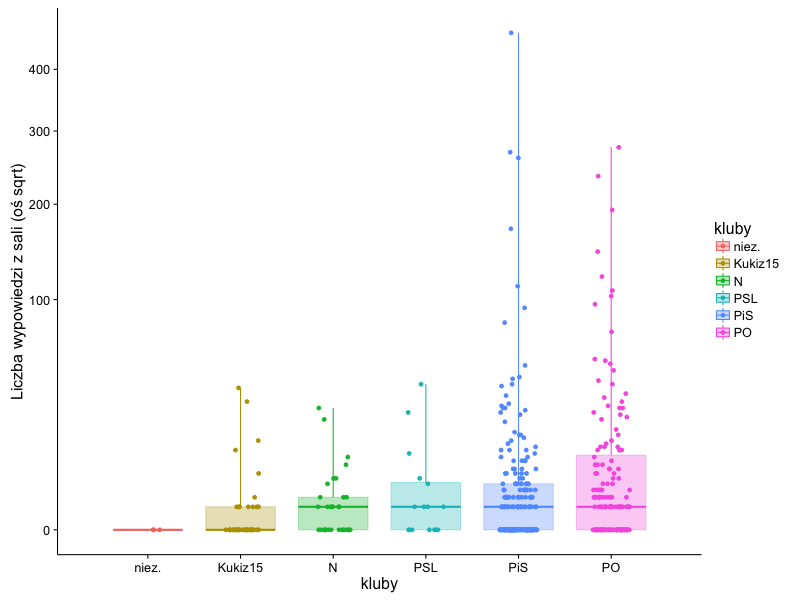 Liczba wypowiedzi z sali (oś sqrt)
400
300
200
100
0
niez.
Kukiz15
N
PSL
PiS
PO
kluby
kluby
niez.
Kukiz15
N
PSL
PiS
PO